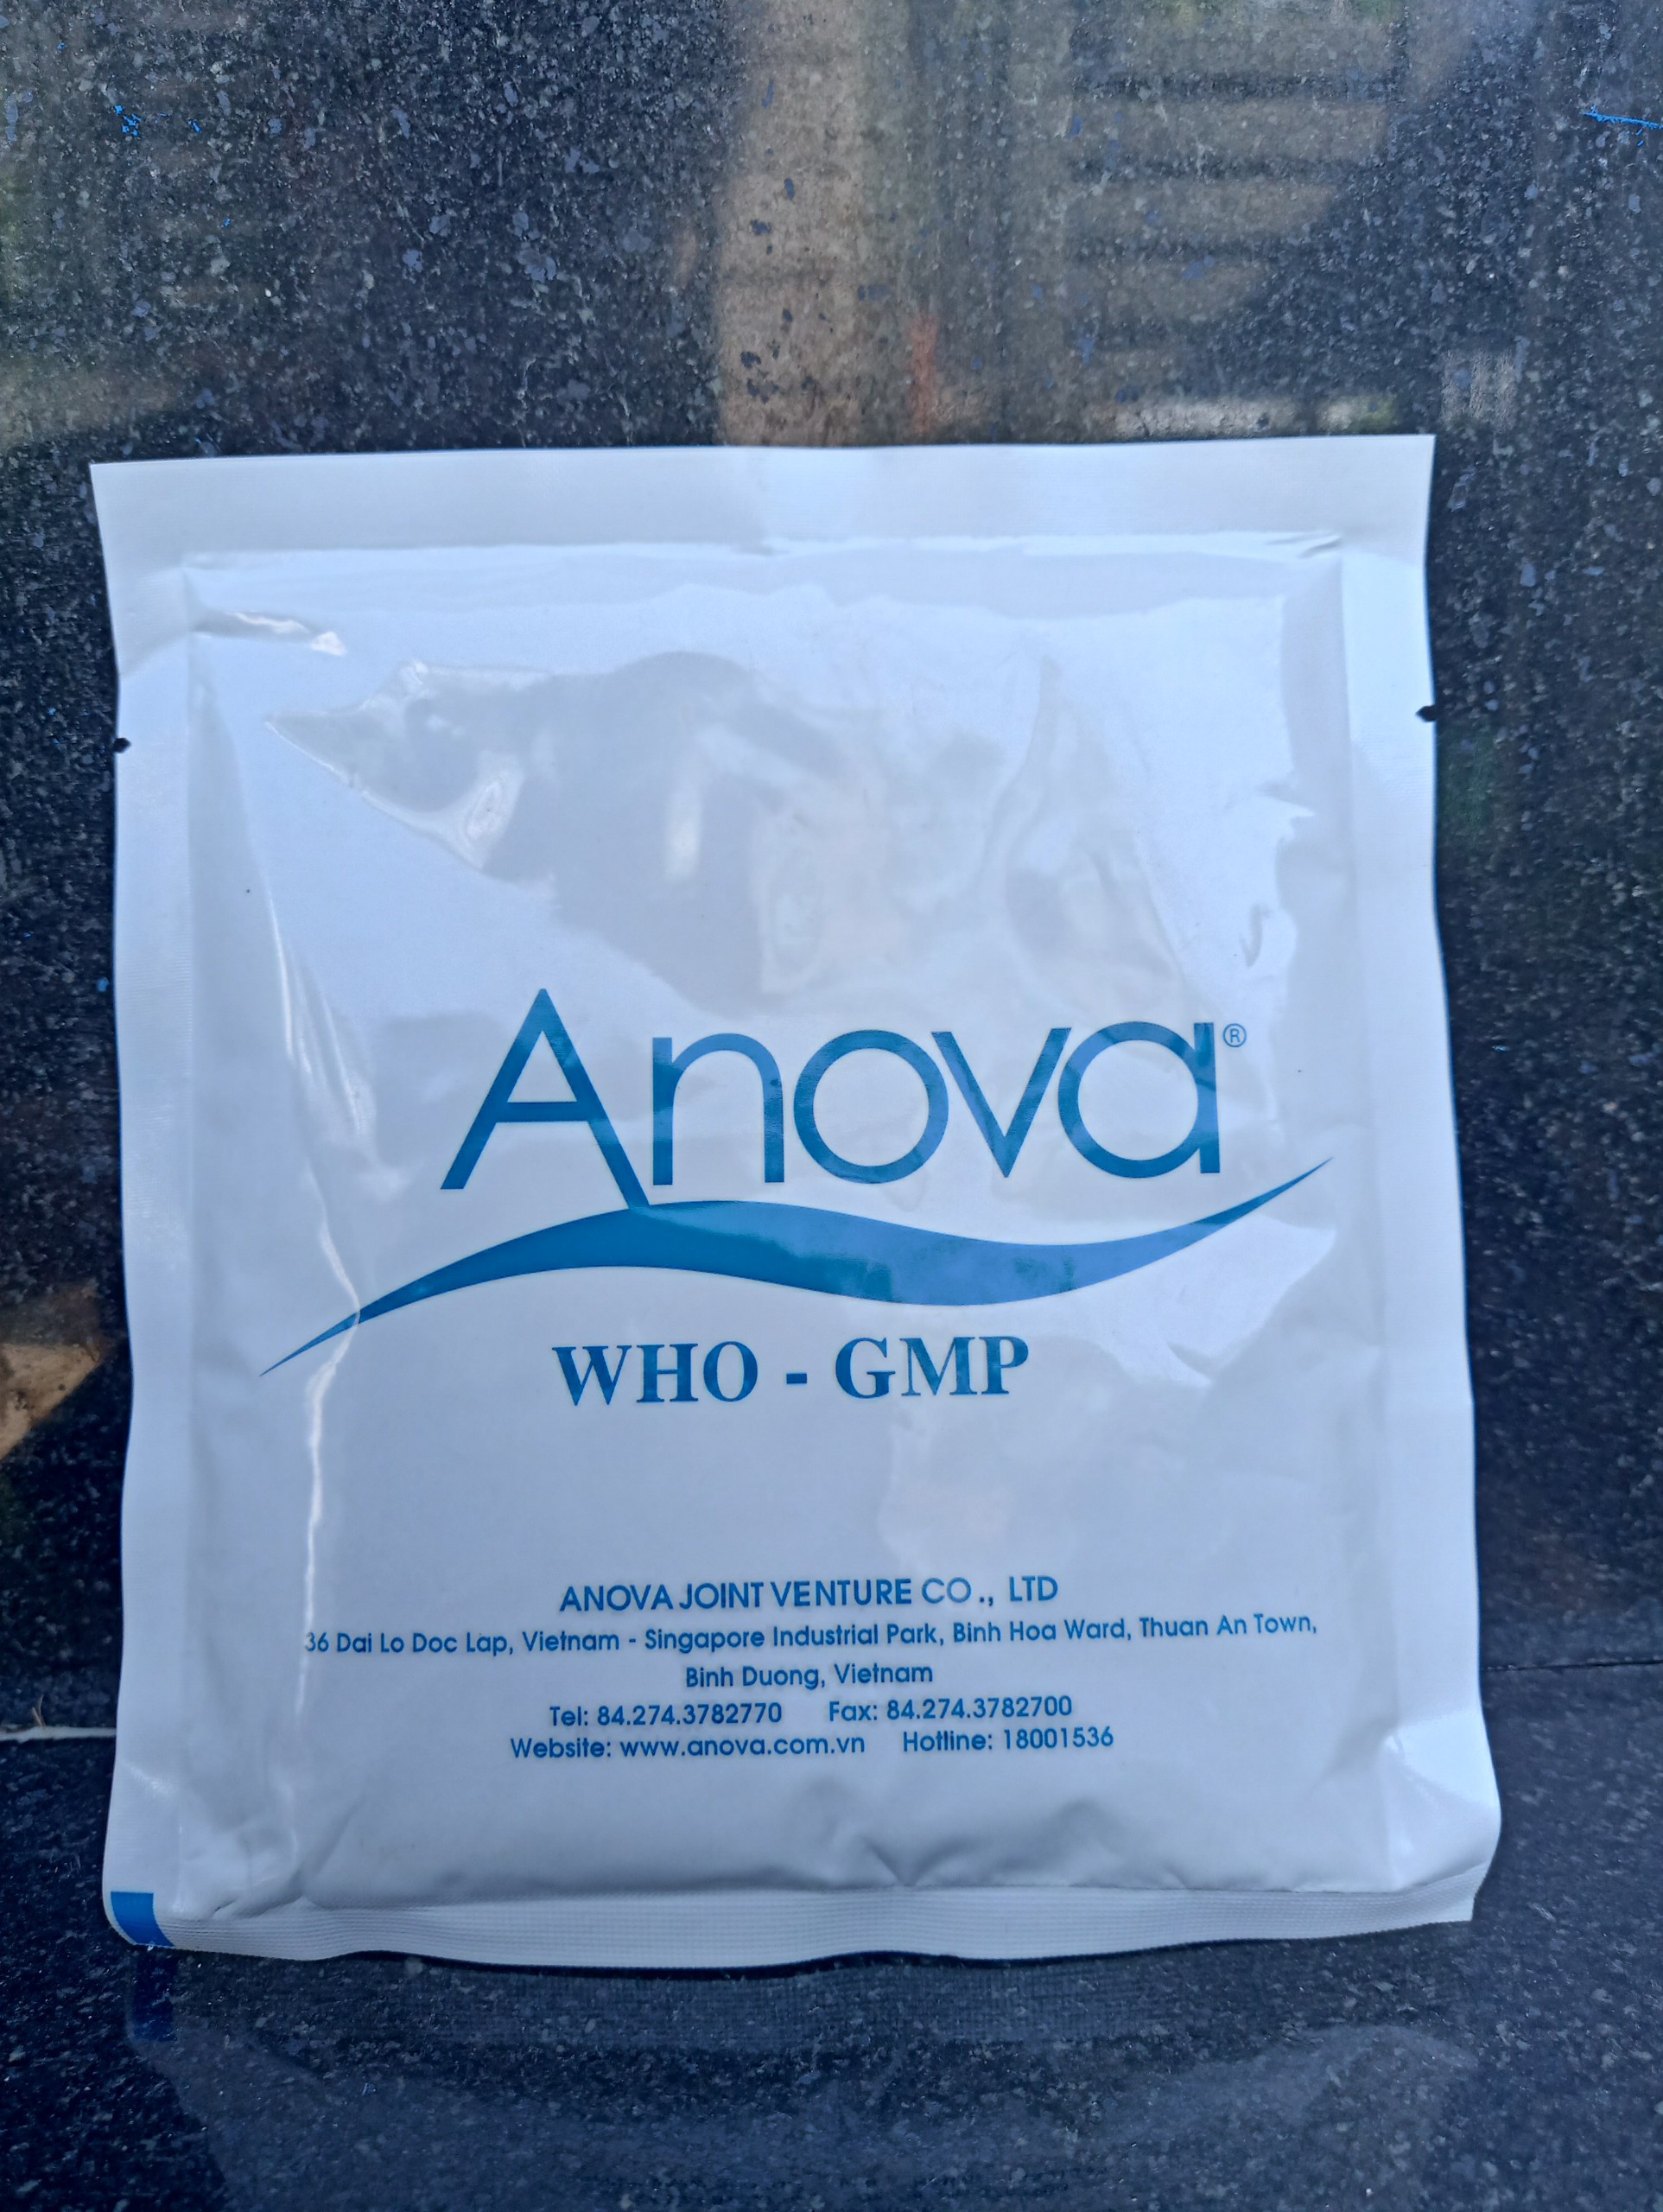 Anova®
WHO - GMP
ANOVA JOINT VENTURE CO., LTD
36 Dai Lo Doc Lap, Vietnam - Singapore Industrial Park, Binh Hoa Ward, Thuan An Town,
Binh Duong, Vietnam
Tel: 84.274.3782770 Fax: 84.274.3782700
Website: www.anova.com.vn Hotline: 18001536